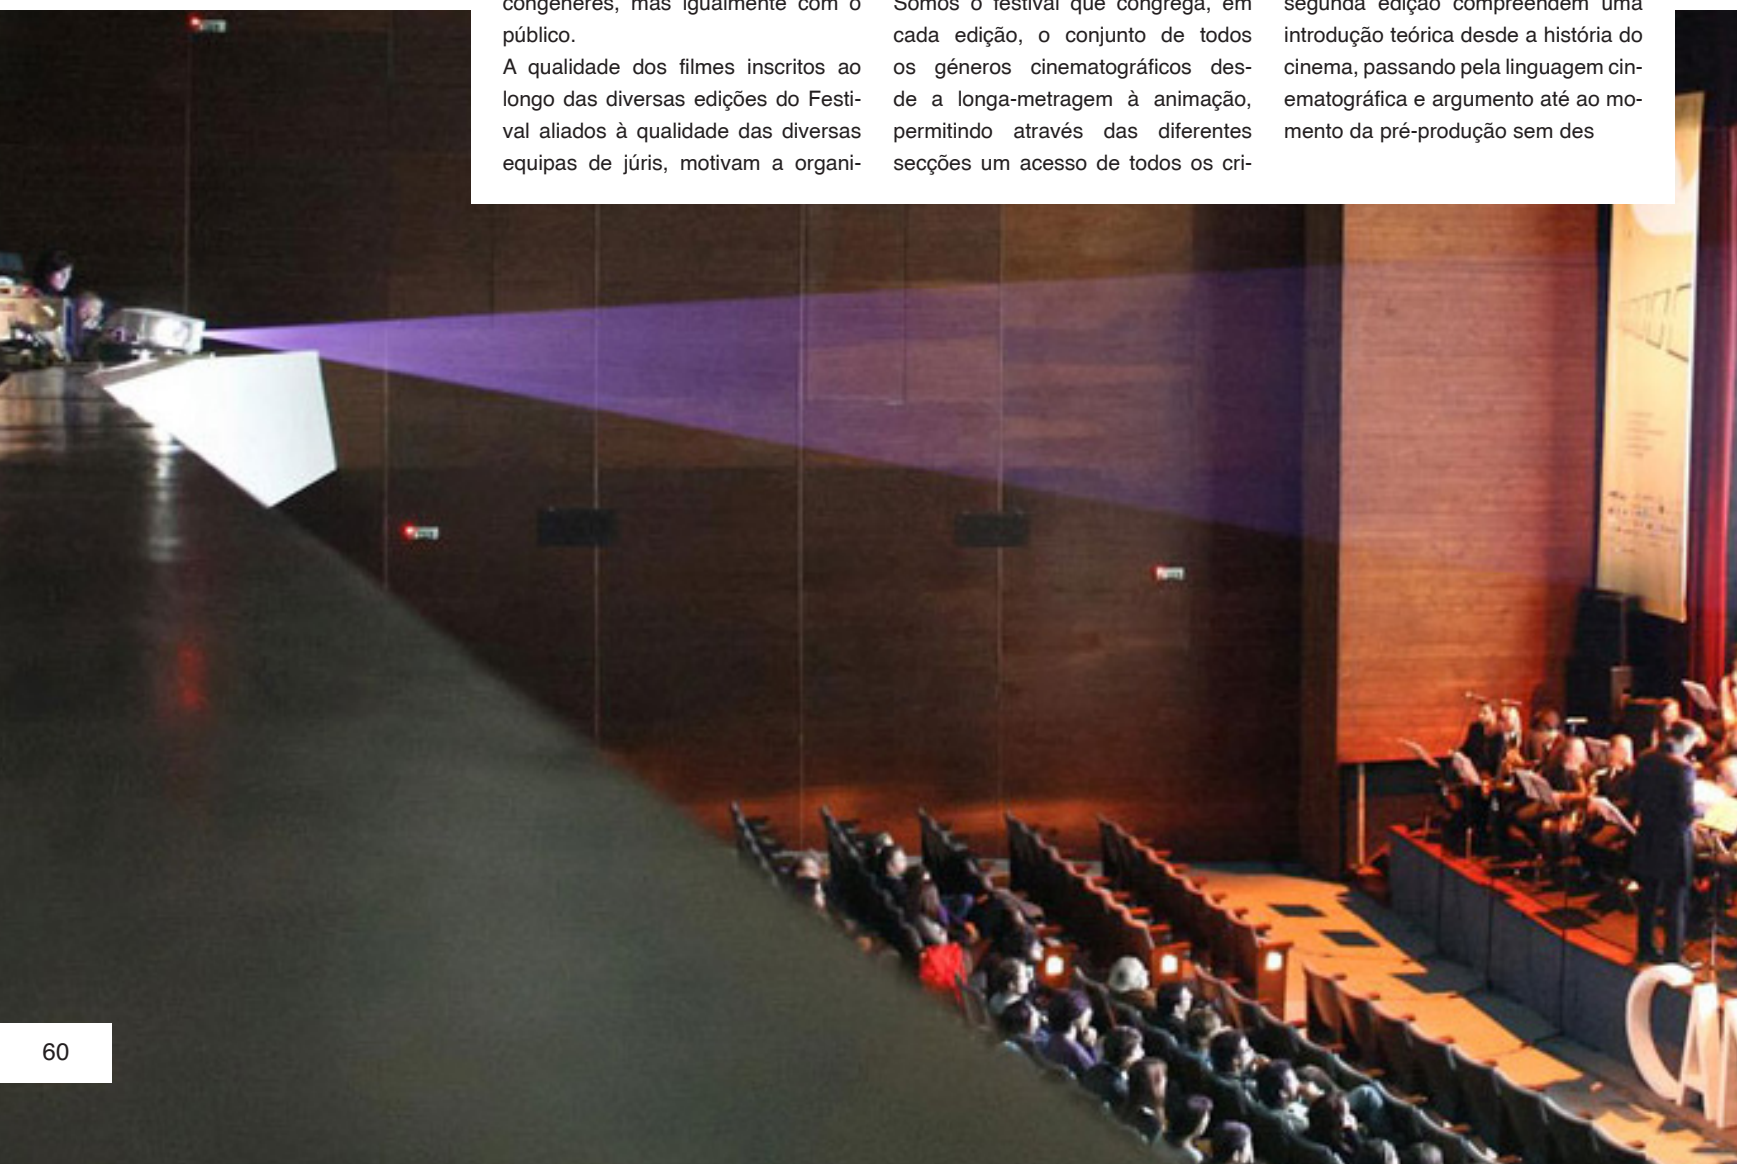 congéneres, mas igualmente com o
público.
A qualidade dos filmes inscritos ao
longo das diversas edições do Festi-
val aliados à qualidade das diversas
equipas de júris, motivam a organi-
Somos o festival que congrega, em
cada edição, o conjunto de todos
os géneros cinematográficos des-
de a longa-metragem à animação,
permitindo através das diferentes
secções um acesso de todos os cri-
segunda edição compreendem uma
introdução teórica desde a história do
cinema, passando pela linguagem cin-
ematográfica e argumento até ao mo-
mento da pré-produção sem des
60